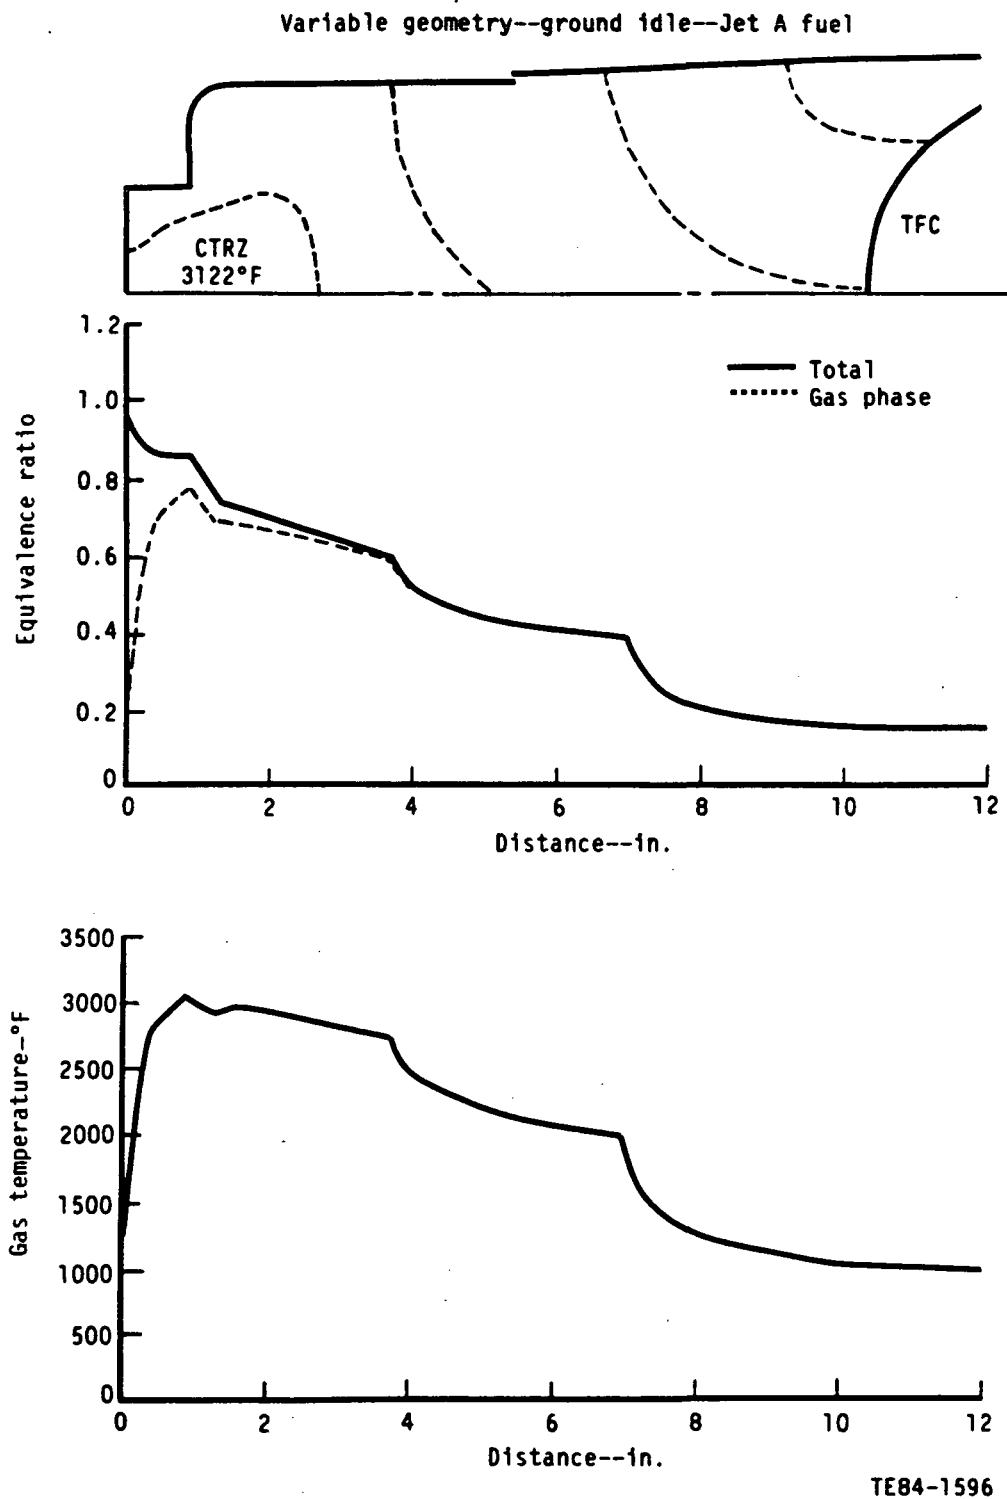 Variable geometry--ground idle--Jet A fuel
CTRZ
3122°F
TFC
1.2
1.0
0.8
0.6
0.4
0.2
0
Equivalence ratio
Total
Gas phase
0 2 4 6 8 10 12
Distance--in.
3500
3000
2500
2000
1500
1000
500
0
Gas temperature-°F
0 2 4 6 8 10 12
Distance--in.
TE84-1596